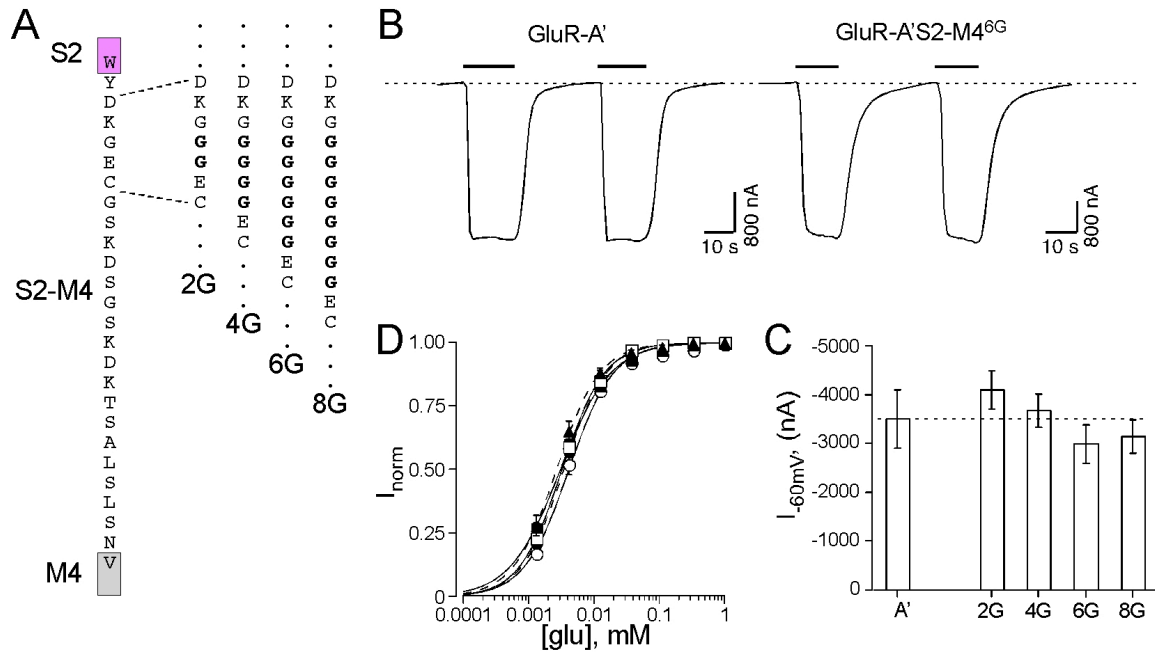 A
S2
W
Y D K G E C G S K D S G S K D K T S A L S L S N
V
S2-M4
M4
D K G G G E C
2G
D K G G G G G E C
4G
D K G G G G G G G E C
6G
D K G G G G G G G G G E C
8G
B
GluR-A'
GluR-A'S2-M4⁶ᴳ
10 s
800 nA
10 s
800 nA
D
I_norm
1.00
0.75
0.50
0.25
0
0.0001
0.001
0.01
0.1
1
[glu], mM
C
I_-60mV, (nA)
-5000
-4000
-3000
-2000
-1000
0
A'
2G
4G
6G
8G